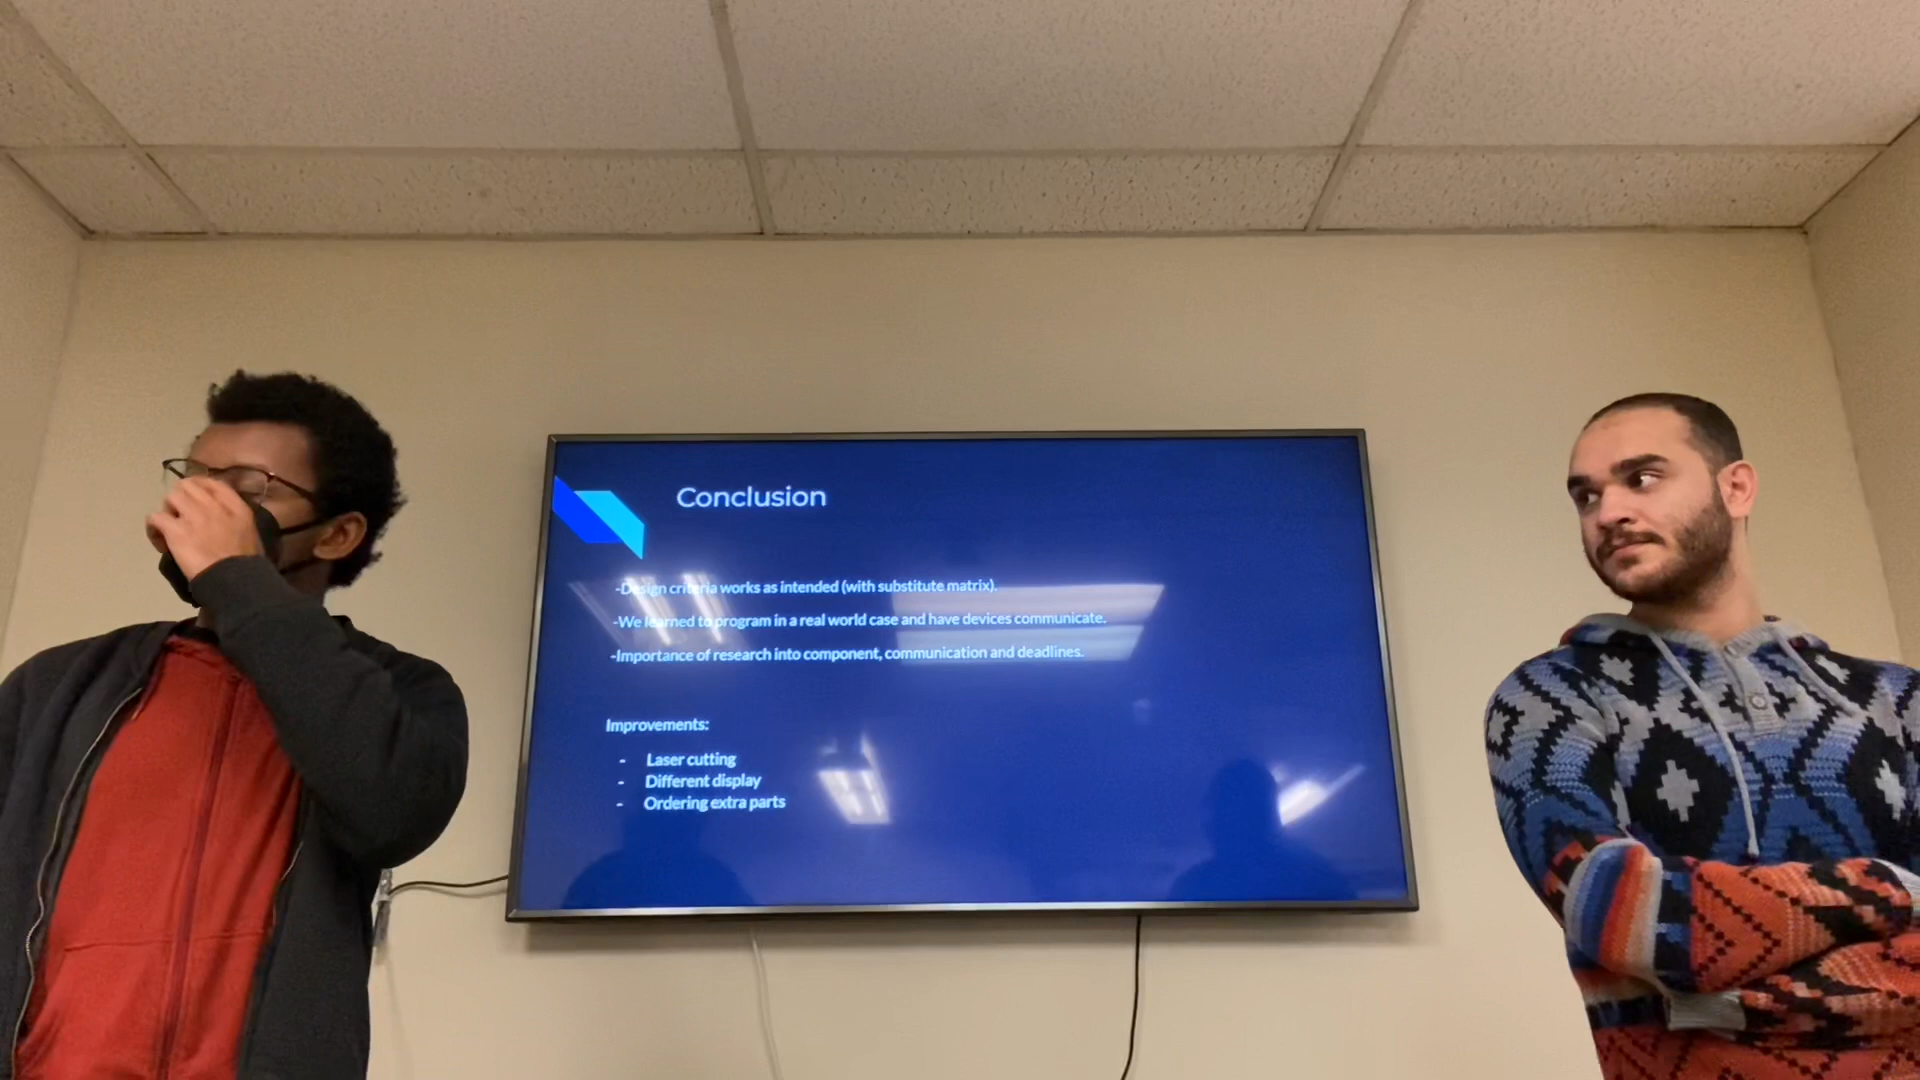 Conclusion
-Design criteria works as intended (with substitute matrix).
-We learned to program in a real world case and have devices communicate.
-Importance of research into component, communication and deadlines.
Improvements:
- Laser cutting
- Different display
- Ordering extra parts